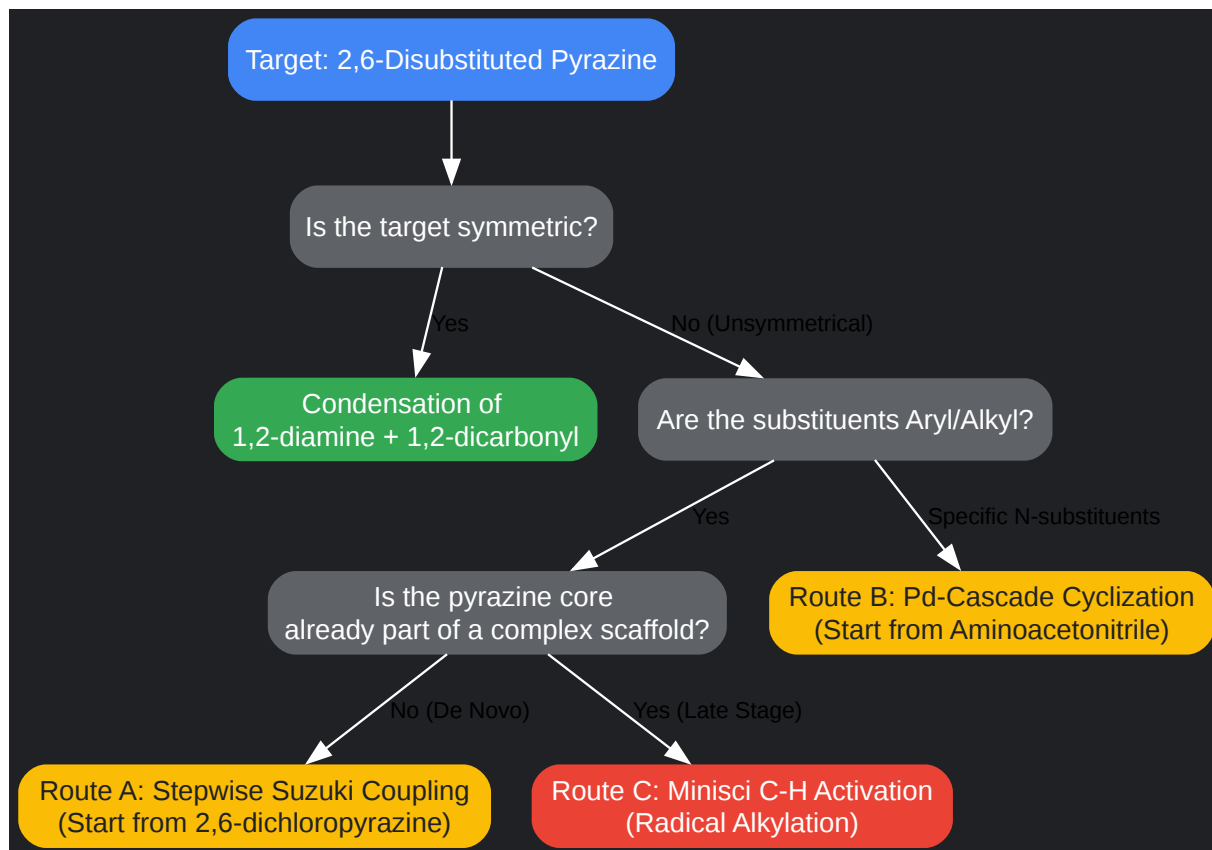 Target: 2,6-Disubstituted Pyrazine
Is the target symmetric?
Yes
No (Unsymmetrical)
Condensation of
1,2-diamine + 1,2-dicarbonyl
Are the substituents Aryl/Alkyl?
Yes
Specific N-substituents
Is the pyrazine core
already part of a complex scaffold?
Route B: Pd-Cascade Cyclization
(Start from Aminoacetonitrile)
No (De Novo)
Yes (Late Stage)
Route A: Stepwise Suzuki Coupling
(Start from 2,6-dichloropyrazine)
Route C: Minisci C-H Activation
(Radical Alkylation)